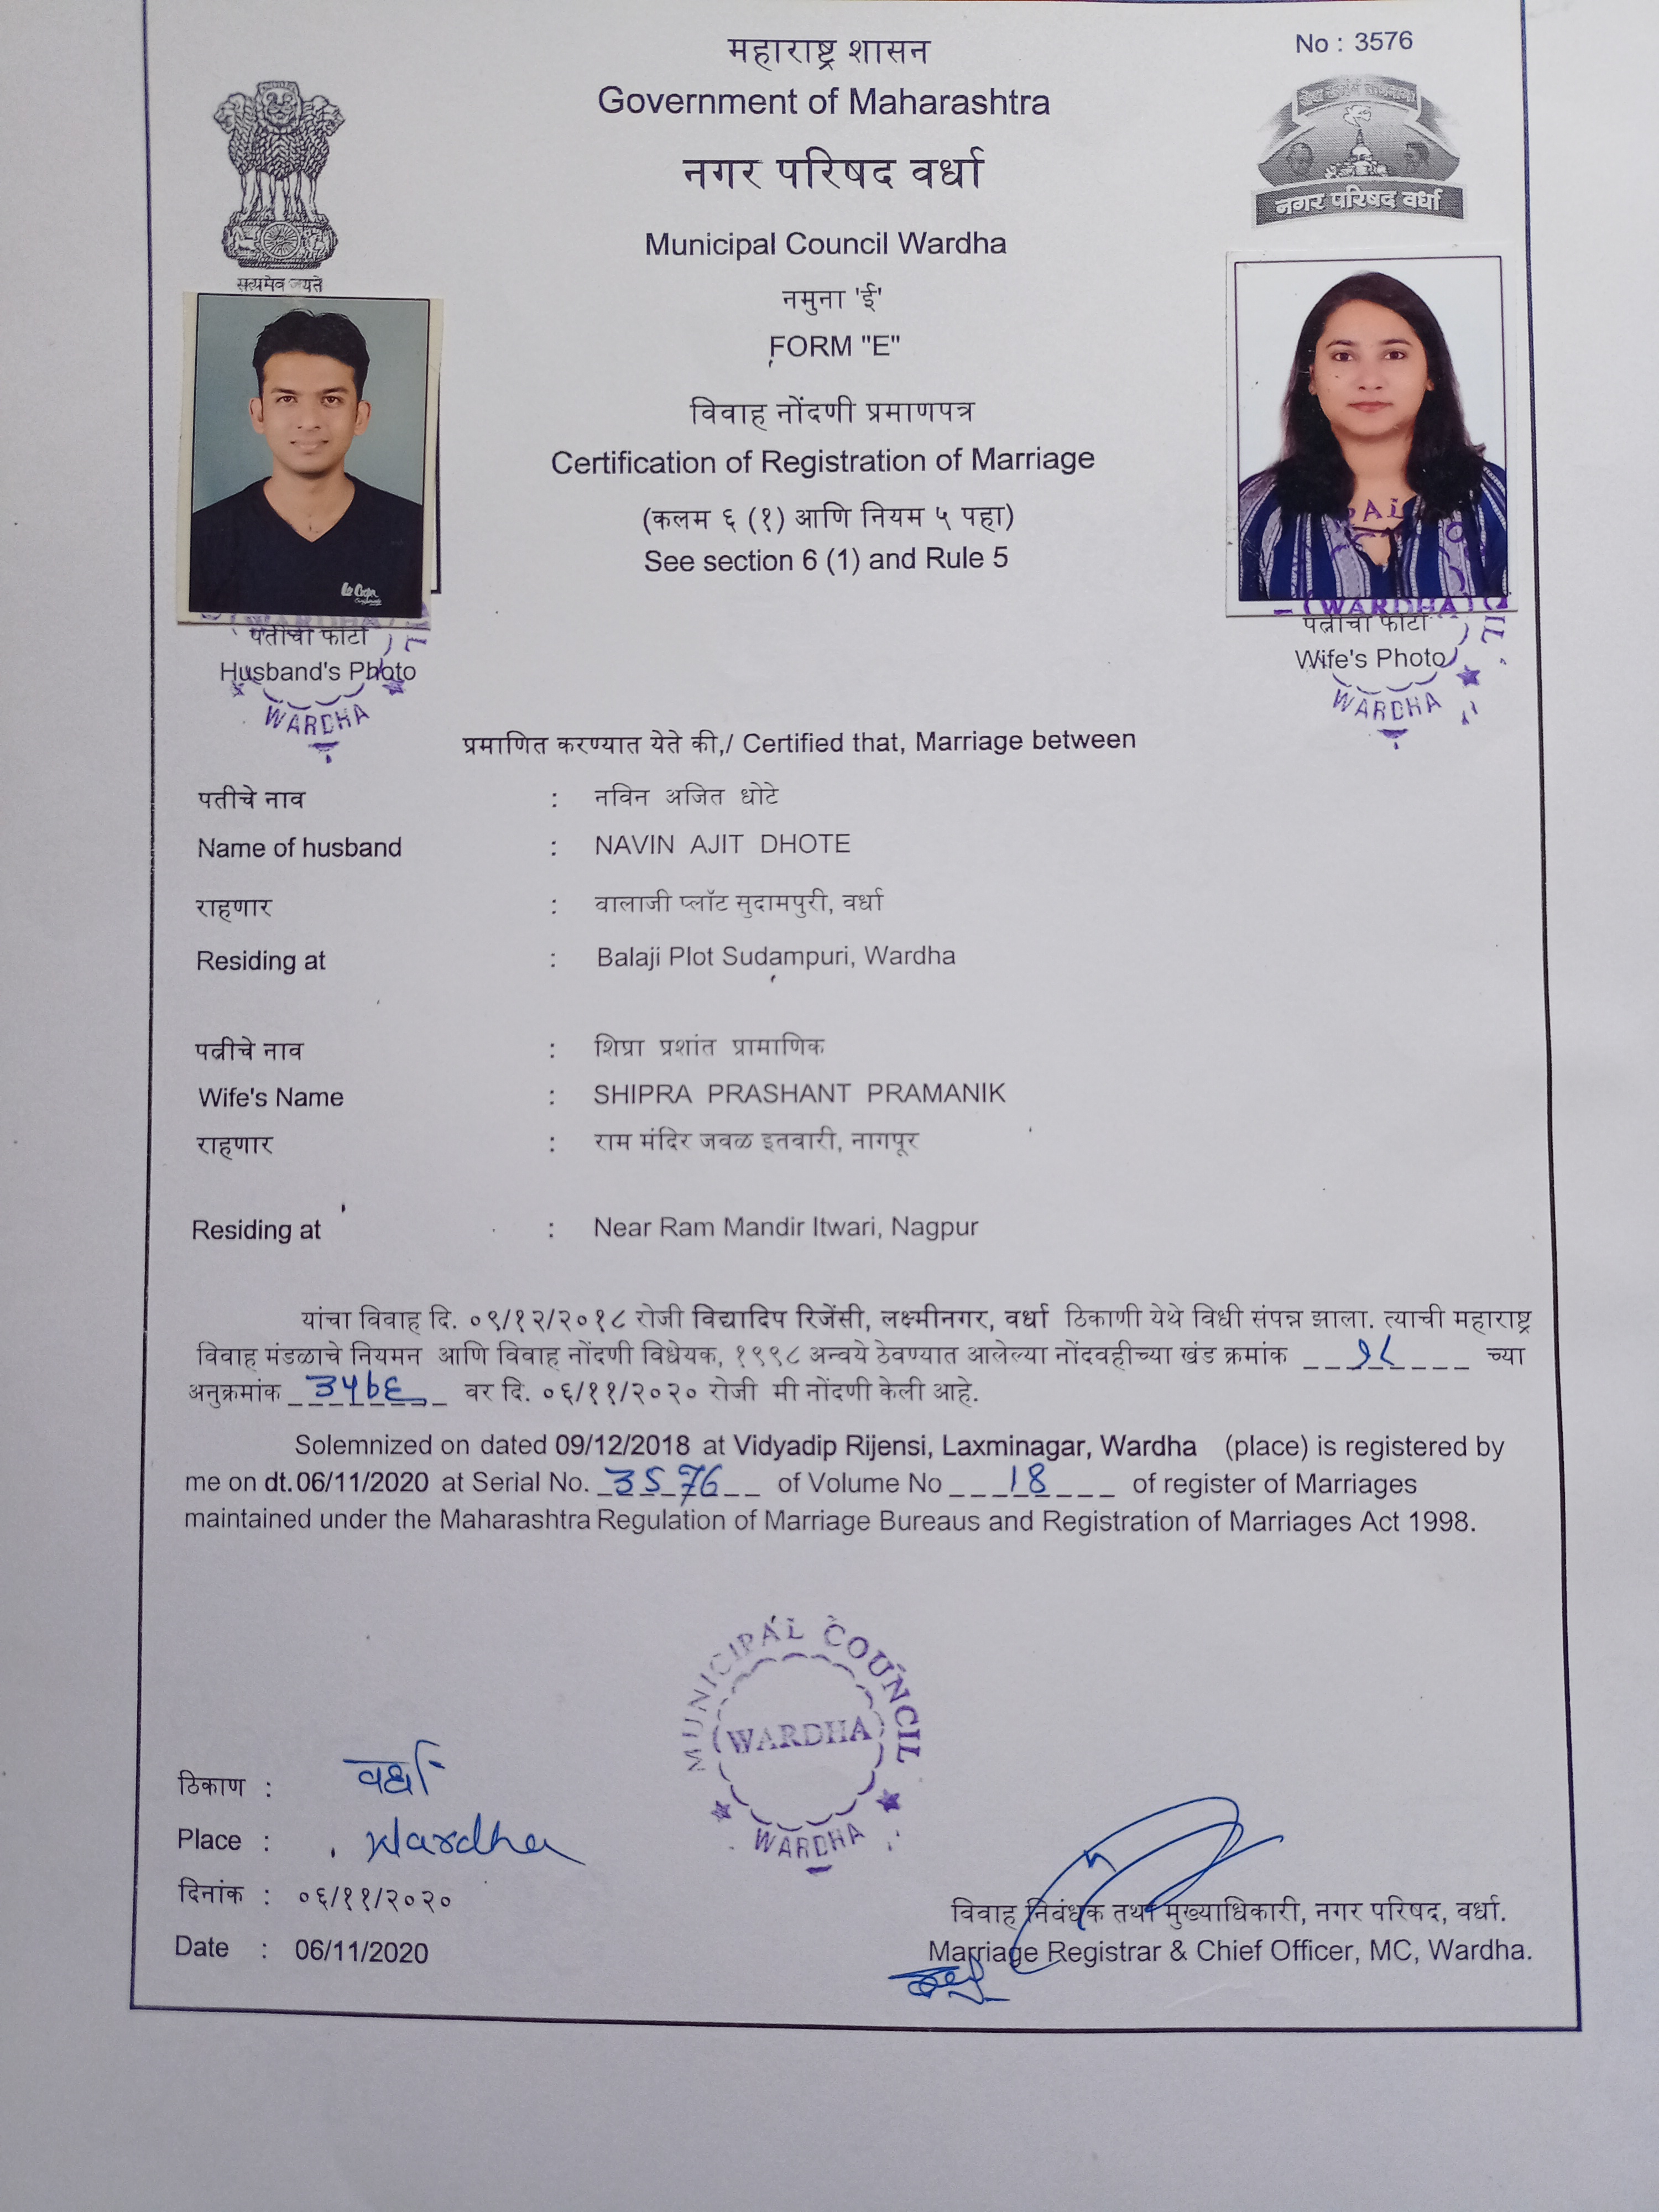 महाराष्ट्र शासन
No : 3576
Government of Maharashtra
नगर परिषद वर्धा
नगर परिषद वर्धा
Municipal Council Wardha
सत्यमेव जयते
नमुना 'ई'
FORM "E"
विवाह नोंदणी प्रमाणपत्र
Certification of Registration of Marriage
(कलम ६ (१) आणि नियम ५ पहा)
See section 6 (1) and Rule 5
Lee Cooper
(WARDHA)
पतीचा फोटो
Husband's Photo
WARDHA
(WARDHA)
पत्नीचा फोटो
Wife's Photo
WARDHA
प्रमाणित करण्यात येते की,/ Certified that, Marriage between
पतीचे नाव : नविन अजित धोटे
Name of husband : NAVIN AJIT DHOTE
राहणार : वालाजी प्लॉट सुदामपुरी, वर्धा
Residing at : Balaji Plot Sudampuri, Wardha
पत्नीचे नाव : शिप्रा प्रशांत प्रामाणिक
Wife's Name : SHIPRA PRASHANT PRAMANIK
राहणार : राम मंदिर जवळ इतवारी, नागपूर
Residing at : Near Ram Mandir Itwari, Nagpur
यांचा विवाह दि. ०९/१२/२०१८ रोजी विद्यादिप रिजेंसी, लक्ष्मीनगर, वर्धा ठिकाणी येथे विधी संपन्न झाला. त्याची महाराष्ट्र
विवाह मंडळाचे नियमन आणि विवाह नोंदणी विधेयक, १९९८ अन्वये ठेवण्यात आलेल्या नोंदवहीच्या खंड क्रमांक १८ च्या
अनुक्रमांक ३५७६ वर दि. ०६/११/२०२० रोजी मी नोंदणी केली आहे.
Solemnized on dated 09/12/2018 at Vidyadip Rijensi, Laxminagar, Wardha (place) is registered by
me on dt.06/11/2020 at Serial No. 3576 of Volume No 18 of register of Marriages
maintained under the Maharashtra Regulation of Marriage Bureaus and Registration of Marriages Act 1998.
MUNICIPAL COUNCIL
(WARDHA)
WARDHA
ठिकाण : वर्धा
Place : Wardha
दिनांक : ०६/११/२०२०
Date : 06/11/2020
विवाह निवंधक तथा मुख्याधिकारी, नगर परिषद, वर्धा.
Marriage Registrar & Chief Officer, MC, Wardha.